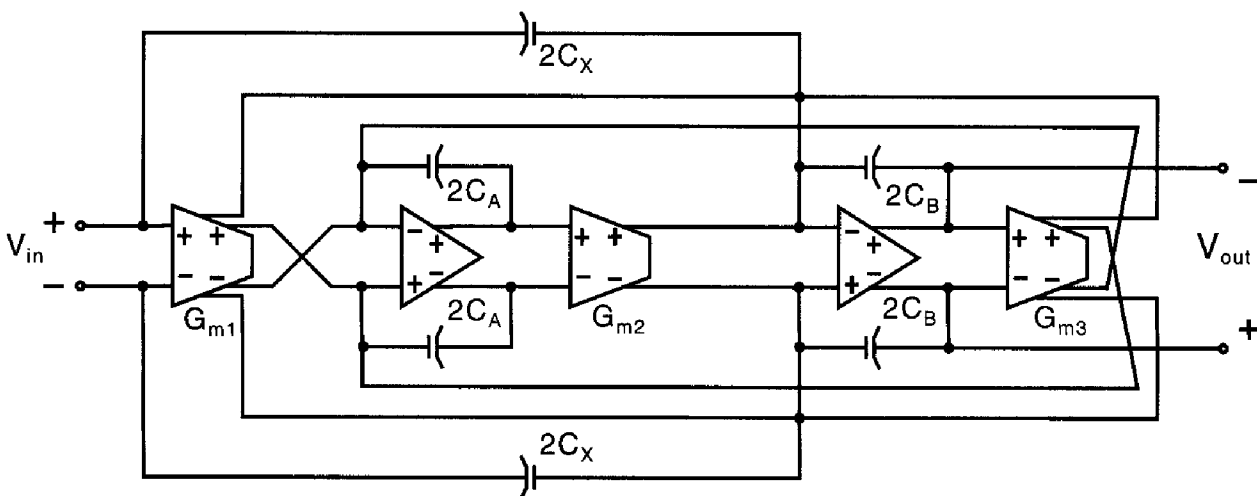 2C_X
2C_A
2C_B
+ V_in −
+ + − − G_m1
− + + −
+ + − − G_m2
− + + −
+ + − − G_m3
− V_out +
2C_A
2C_B
2C_X